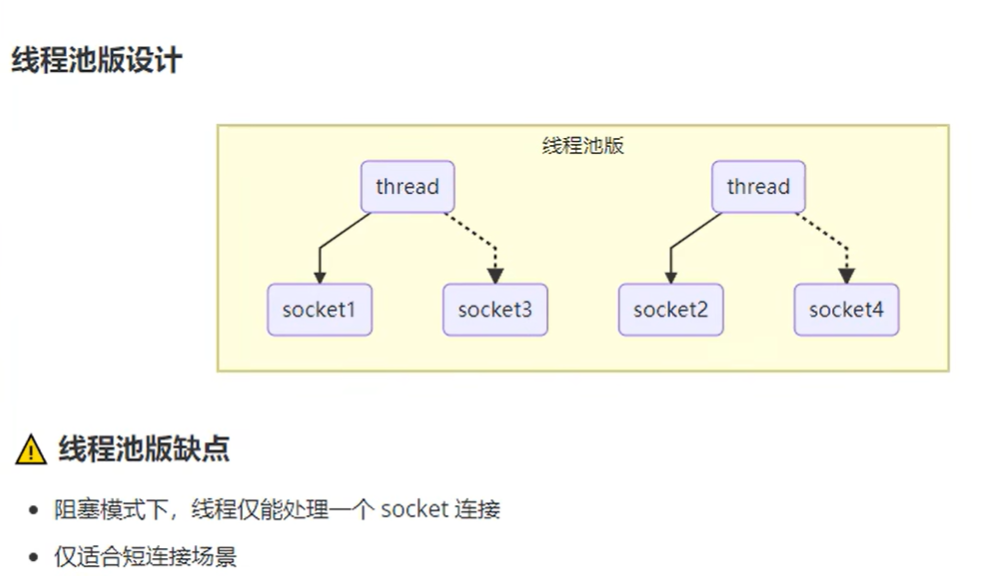 线程池版设计
线程池版
thread
thread
socket1
socket3
socket2
socket4
线程池版缺点
阻塞模式下，线程仅能处理一个 socket 连接
仅适合短连接场景